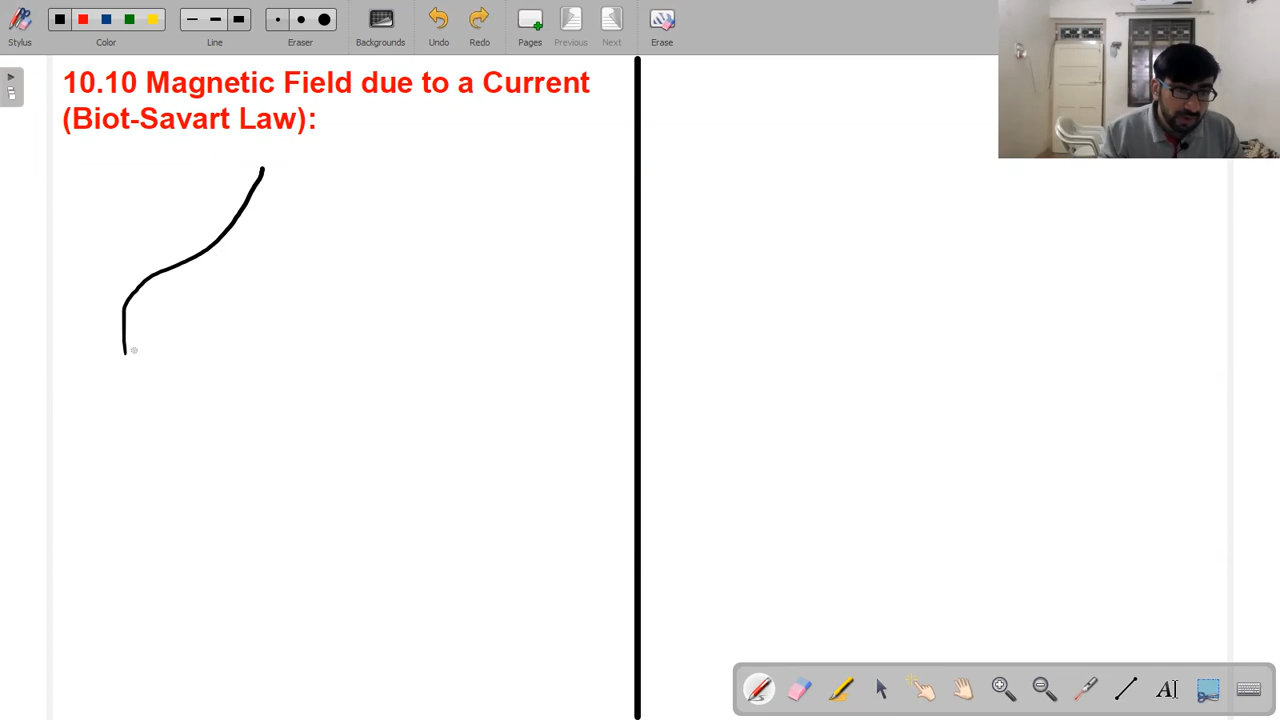 Stylus
Color
Line
Eraser
Backgrounds
Undo
Redo
Pages
Previous
Next
Erase
10.10 Magnetic Field due to a Current
(Biot-Savart Law):